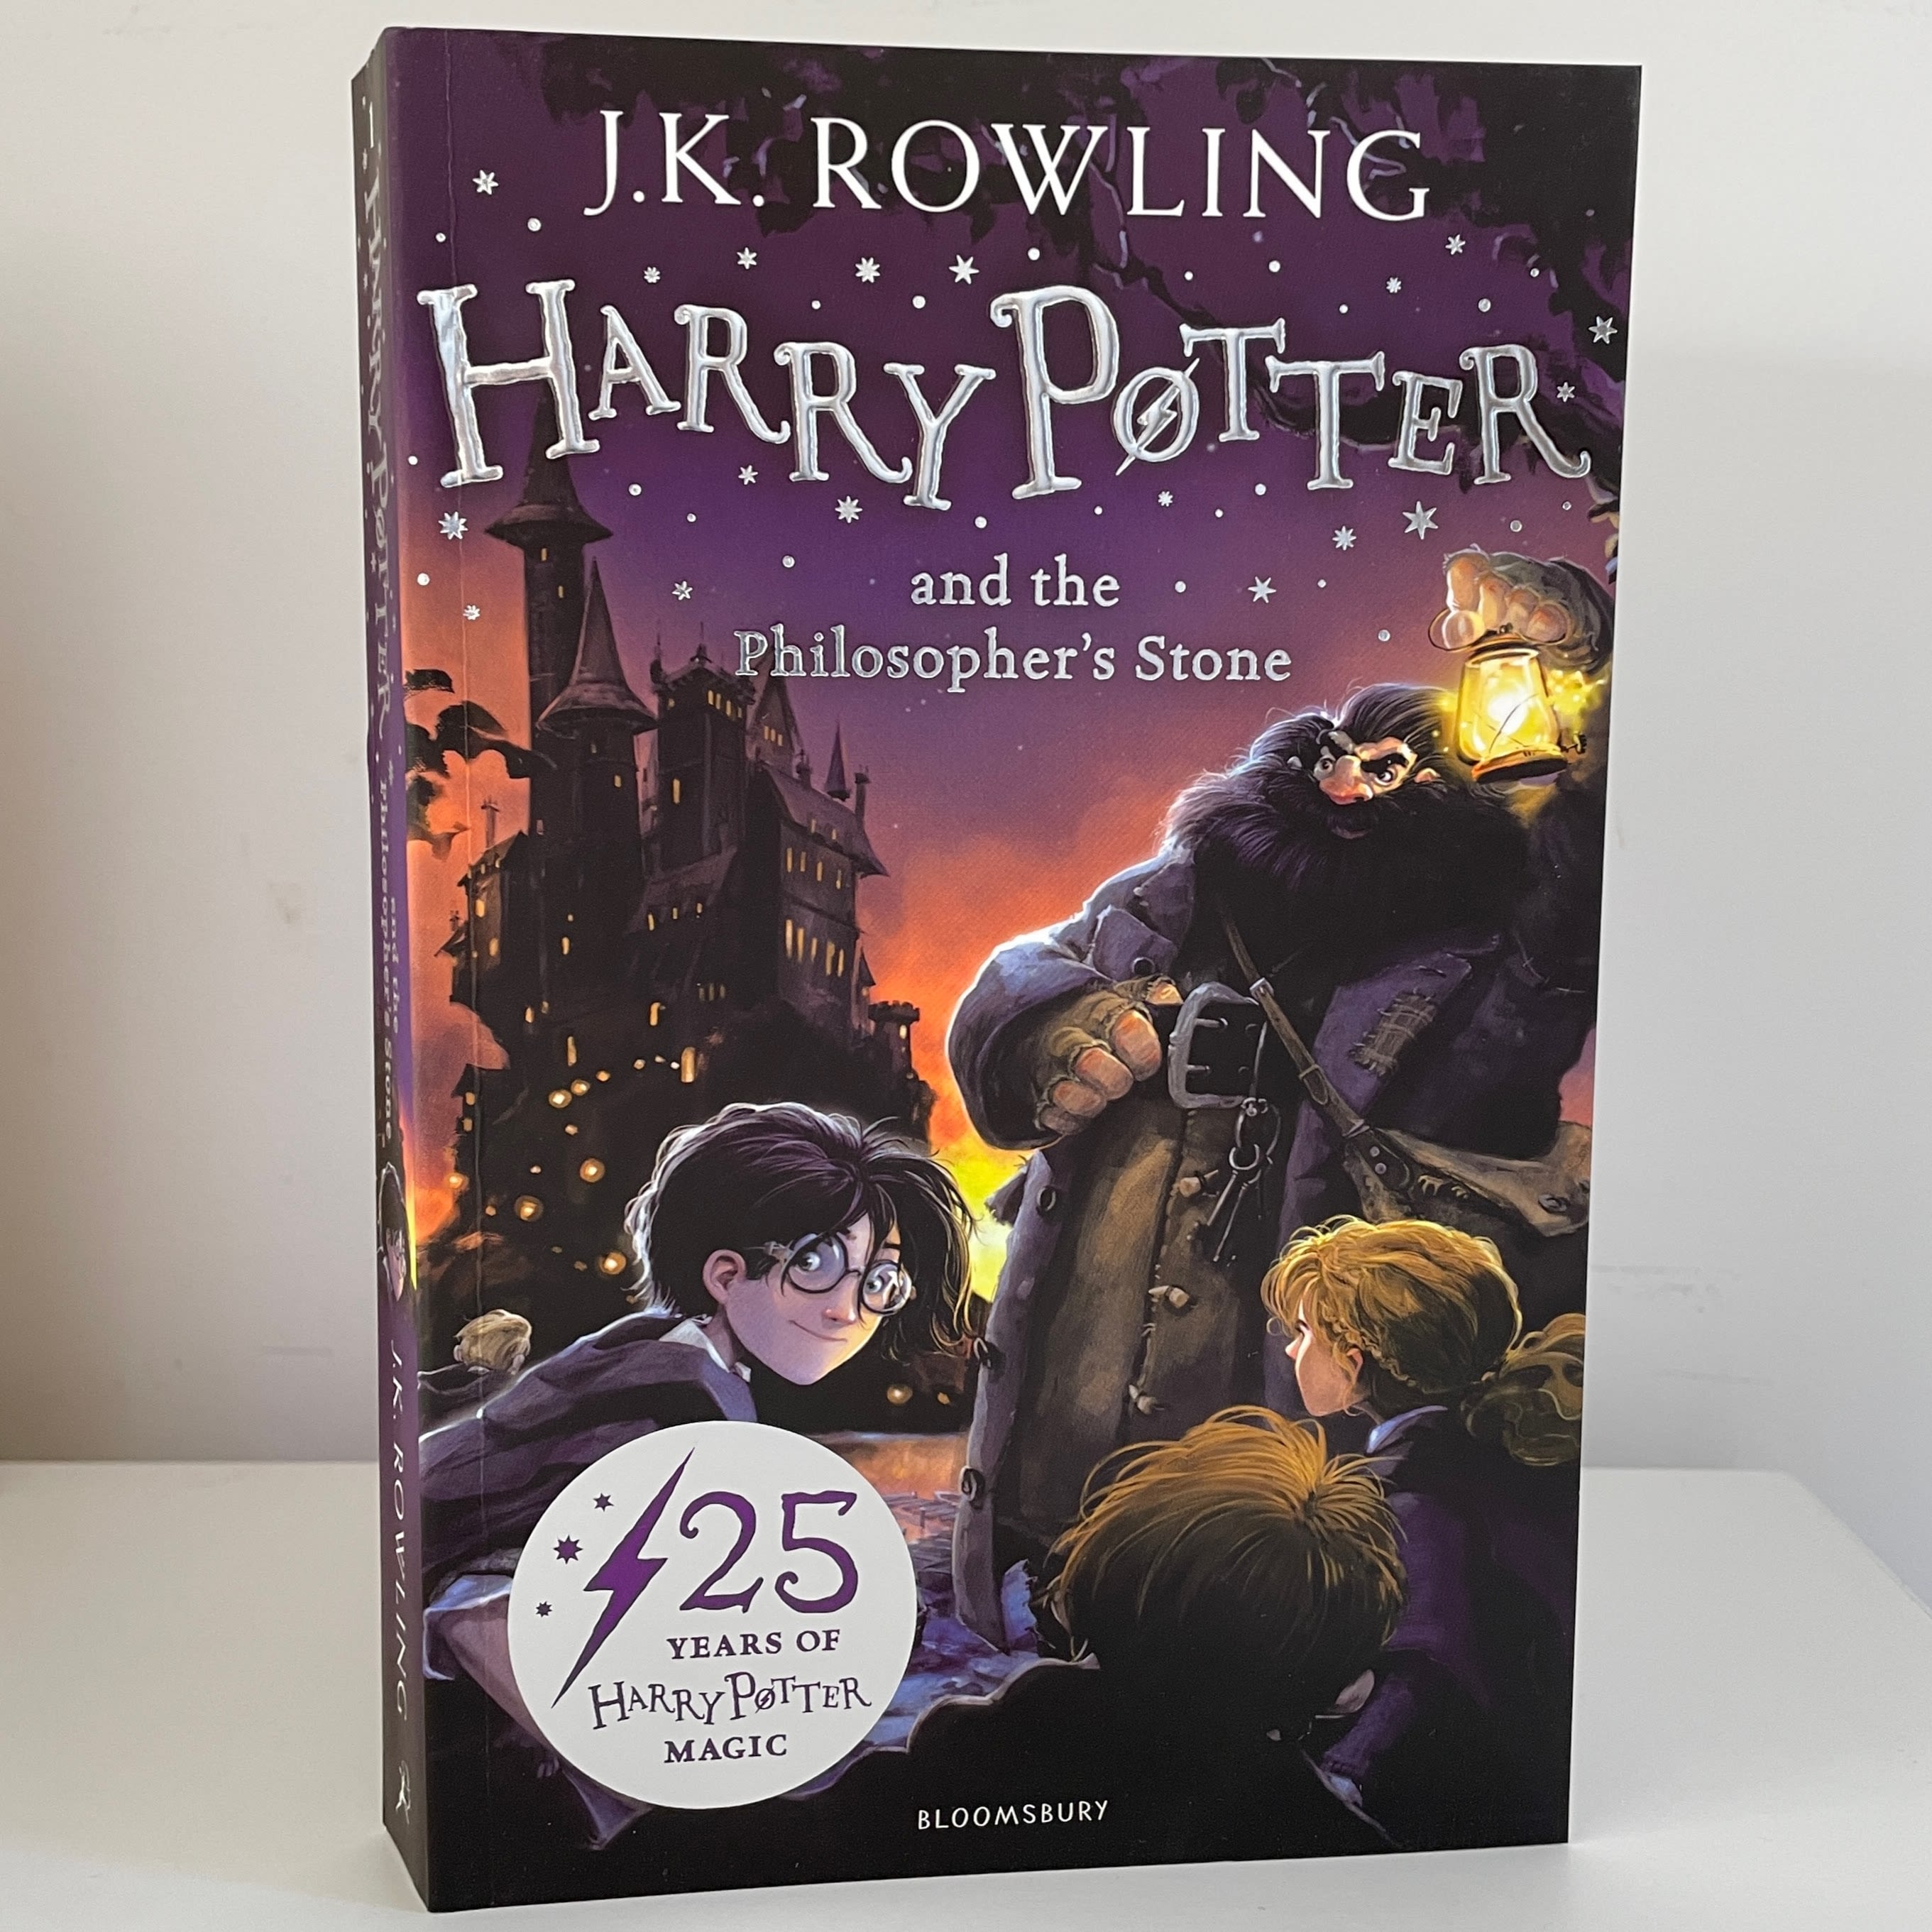 J.K. ROWLING
HARRY POTTER
and the
Philosopher's Stone
25
YEARS OF
HARRY POTTER
MAGIC
BLOOMSBURY
1
HARRY POTTER
and the
Philosopher's Stone
J.K. ROWLING